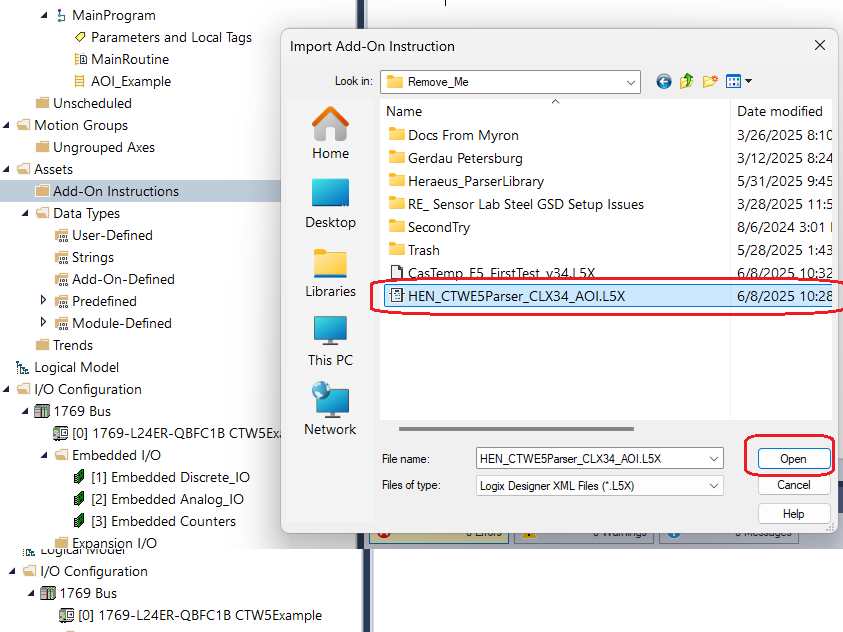 MainProgram
Parameters and Local Tags
MainRoutine
AOI_Example
Unscheduled
Motion Groups
Ungrouped Axes
Assets
Add-On Instructions
Data Types
User-Defined
Strings
Add-On-Defined
Predefined
Module-Defined
Trends
Logical Model
I/O Configuration
1769 Bus
[0] 1769-L24ER-QBFC1B CTW5Exa
Embedded I/O
[1] Embedded Discrete_IO
[2] Embedded Analog_IO
[3] Embedded Counters
Expansion I/O
Logical Model
I/O Configuration
1769 Bus
[0] 1769-L24ER-QBFC1B CTW5Example
Import Add-On Instruction
Look in: Remove_Me
Home
Desktop
Libraries
This PC
Network
Name Date modified
Docs From Myron 3/26/2025 8:10
Gerdau Petersburg 3/12/2025 8:24
Heraeus_ParserLibrary 5/31/2025 9:45
RE_ Sensor Lab Steel GSD Setup Issues 3/28/2025 11:5
SecondTry 8/6/2024 3:01
Trash 5/28/2025 1:43
CasTemp_E5_FirstTest_v34.L5X 6/8/2025 10:32
HEN_CTWE5Parser_CLX34_AOI.L5X 6/8/2025 10:28
File name: HEN_CTWE5Parser_CLX34_AOI.L5X Open
Files of type: Logix Designer XML Files (*.L5X) Cancel
Help
0 Errors 0 Warnings 0 Messages